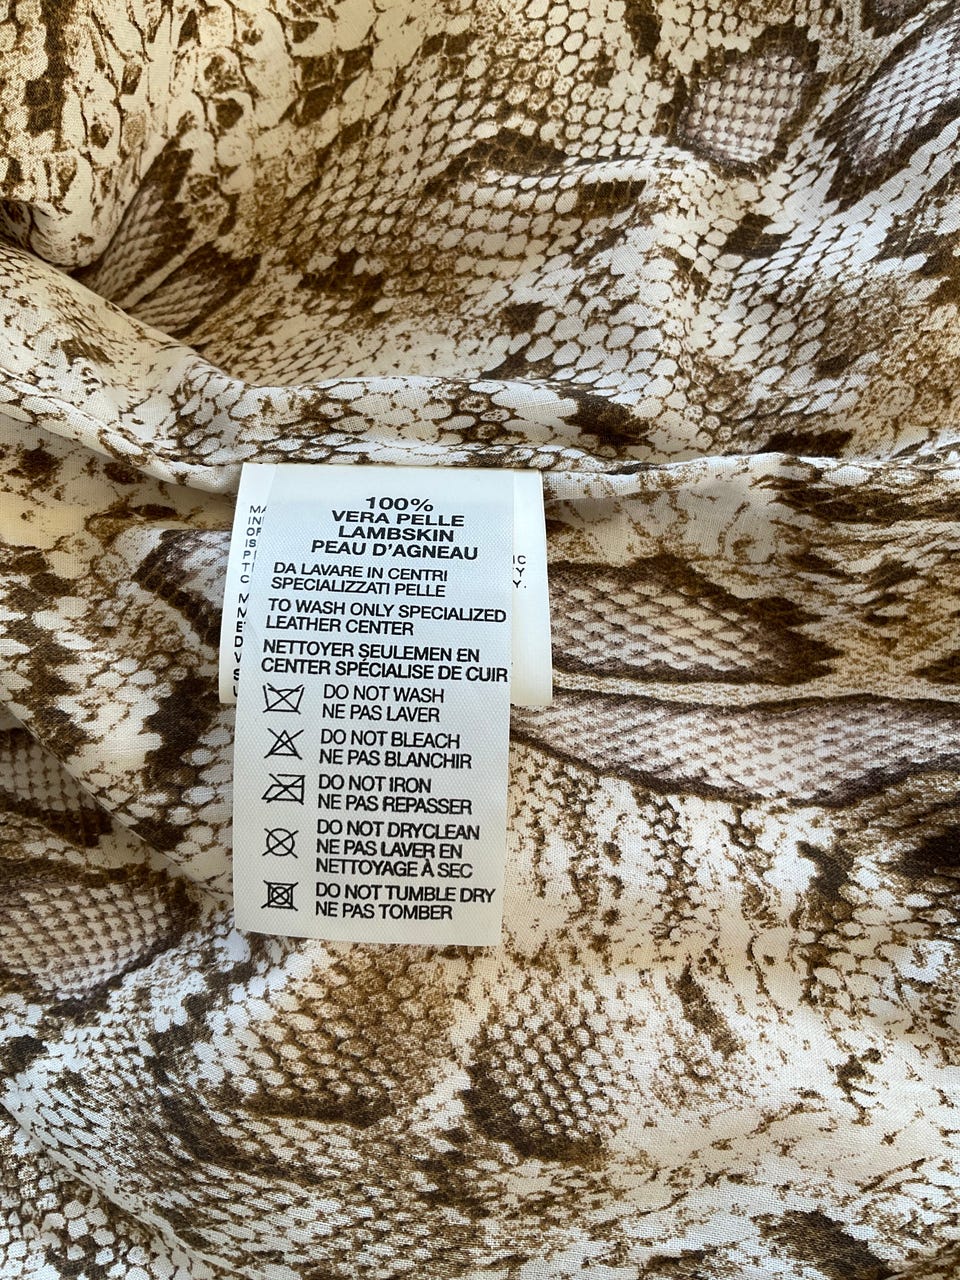 100%
VERA PELLE
LAMBSKIN
PEAU D'AGNEAU
DA LAVARE IN CENTRI
SPECIALIZZATI PELLE
TO WASH ONLY SPECIALIZED
LEATHER CENTER
NETTOYER SEULEMEN EN
CENTER SPÉCIALISE DE CUIR
DO NOT WASH
NE PAS LAVER
DO NOT BLEACH
NE PAS BLANCHIR
DO NOT IRON
NE PAS REPASSER
DO NOT DRYCLEAN
NE PAS LAVER EN
NETTOYAGE À SEC
DO NOT TUMBLE DRY
NE PAS TOMBER